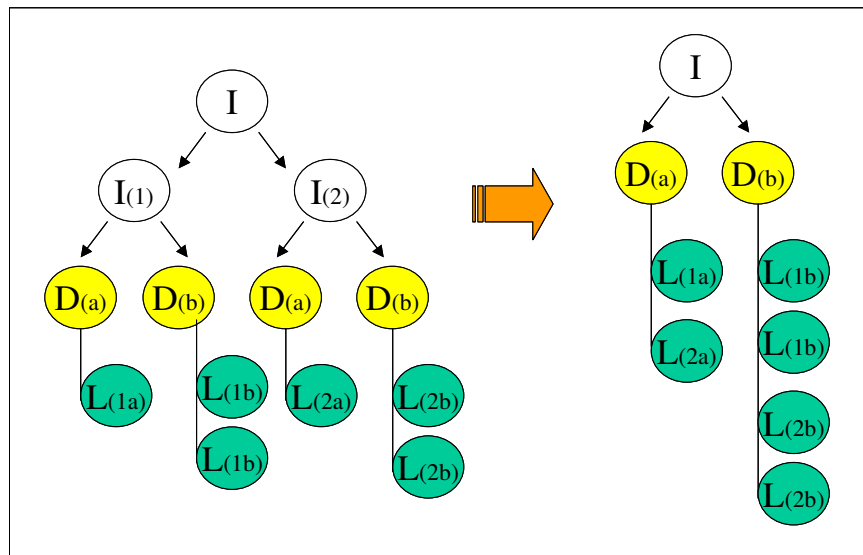 I
I(1) I(2)
D(a) D(b) D(a) D(b)
L(1a) L(1b) L(2a) L(2b)
L(1b) L(2b)
I
D(a) D(b)
L(1a) L(1b)
L(2a) L(1b)
L(2b)
L(2b)